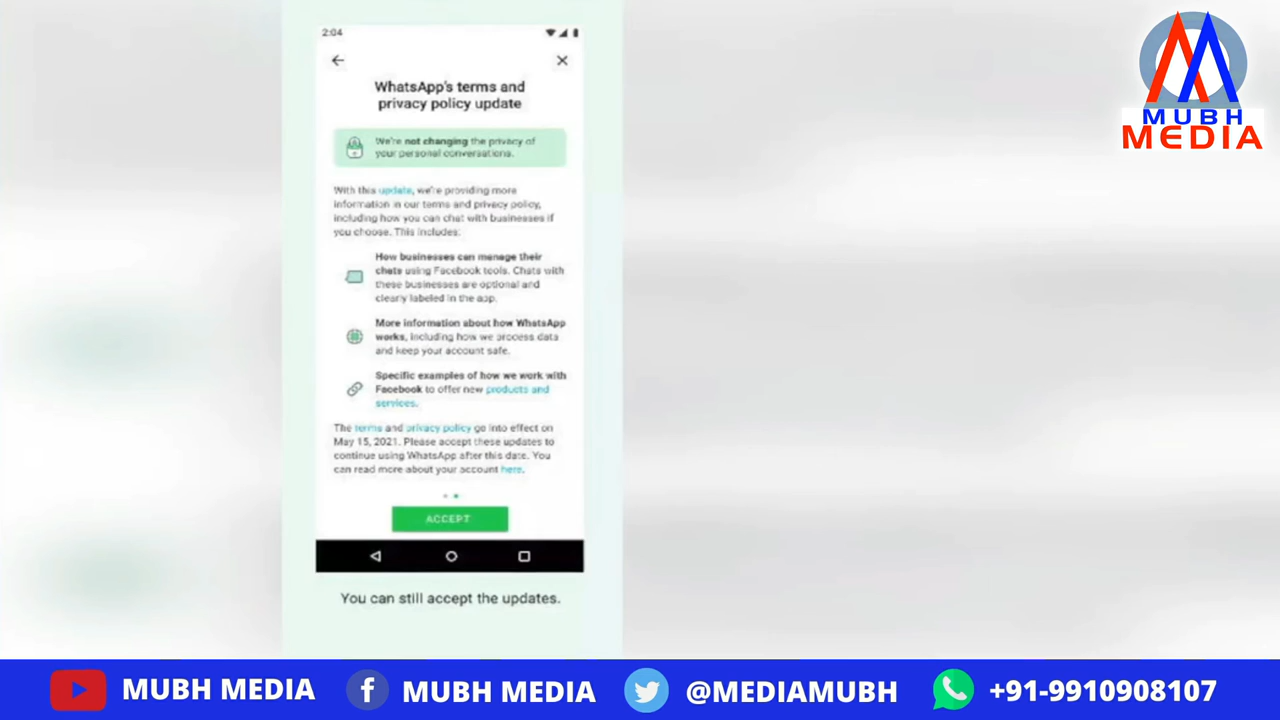 2:04
WhatsApp's terms and
privacy policy update
We're not changing the privacy of
your personal conversations.
With this update, we're providing more
information in our terms and privacy policy,
including how you can chat with businesses if
you choose. This includes:
How businesses can manage their
chats using Facebook tools. Chats with
these businesses are optional and
clearly labeled in the app.
More information about how WhatsApp
works, including how we process data
and keep your account safe.
Specific examples of how we work with
Facebook to offer new products and
services.
The terms and privacy policy go into effect on
May 15, 2021. Please accept these updates to
continue using WhatsApp after this date. You
can read more about your account here.
ACCEPT
You can still accept the updates.
MUBH
MEDIA
MUBH MEDIA
MUBH MEDIA
@MEDIAMUBH
+91-9910908107